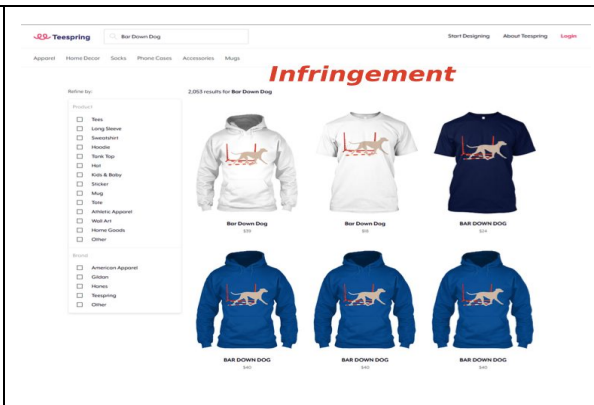 Teespring
Bar Down Dog
Start Designing
About Teespring
Login
Apparel
Home Decor
Socks
Phone Cases
Accessories
Mugs
Infringement
Refine by:
2,053 results for Bar Down Dog
Product
Tees
Long Sleeve
Sweatshirt
Hoodie
Tank Top
Hat
Kids & Baby
Sticker
Mug
Tote
Athletic Apparel
Wall Art
Home Goods
Other
Brand
American Apparel
Gildan
Hanes
Teespring
Other
Bar Down Dog
Bar Down Dog
BAR DOWN DOG
$24
BAR DOWN DOG
BAR DOWN DOG
BAR DOWN DOG
$40
$40
$40